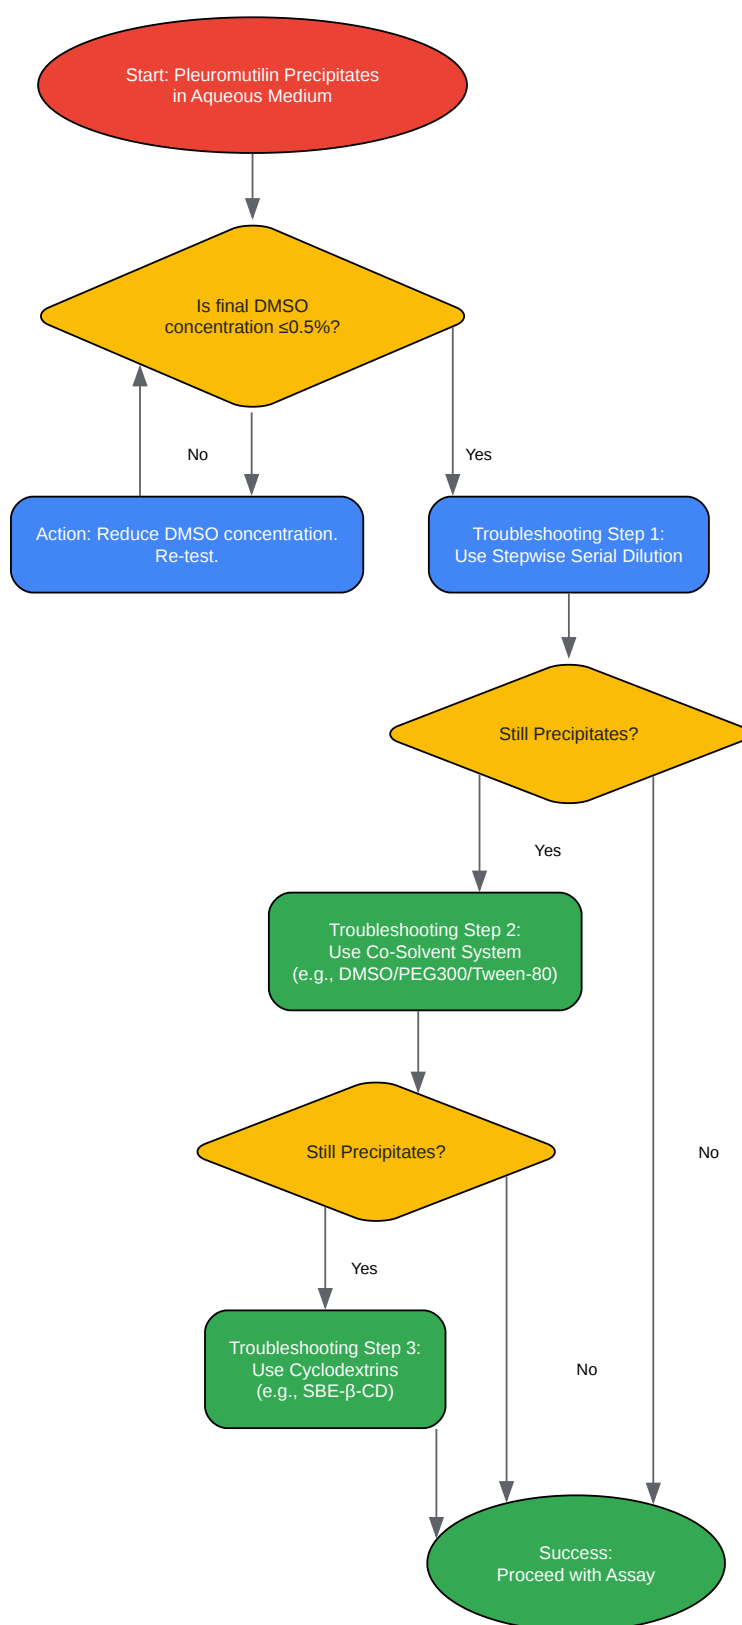 Start: Pleuromutilin Precipitates
in Aqueous Medium
Is final DMSO
concentration ≤0.5%?
No
Yes
Action: Reduce DMSO concentration.
Re-test.
Troubleshooting Step 1:
Use Stepwise Serial Dilution
Still Precipitates?
Yes
Troubleshooting Step 2:
Use Co-Solvent System
(e.g., DMSO/PEG300/Tween-80)
Still Precipitates?
No
Yes
Troubleshooting Step 3:
Use Cyclodextrins
(e.g., SBE-β-CD)
No
Success:
Proceed with Assay